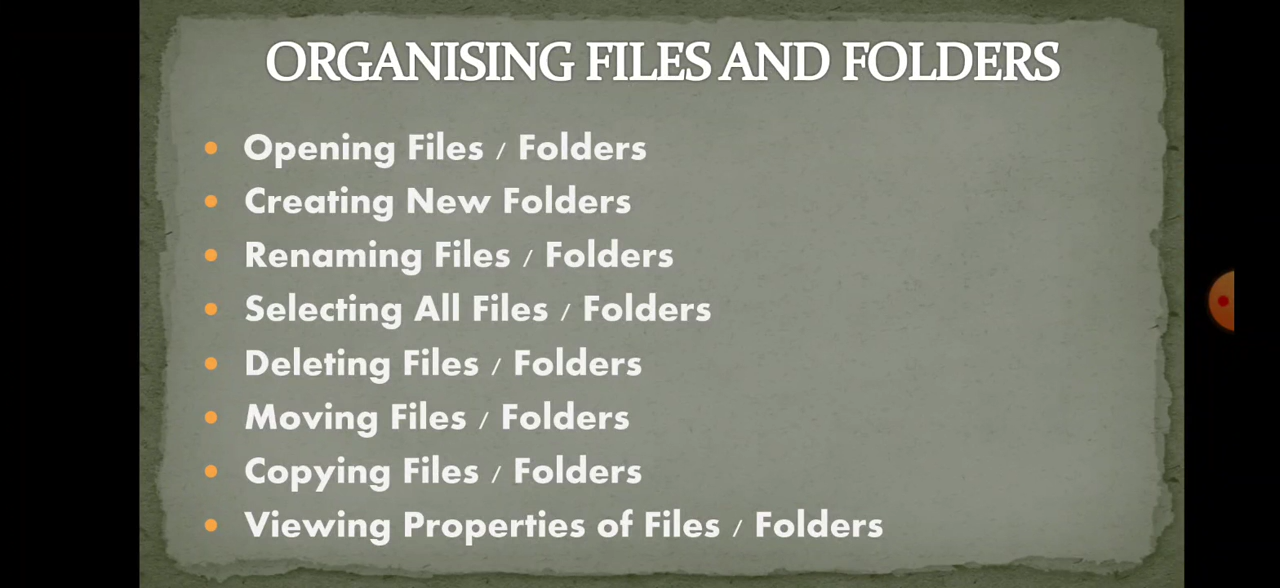 ORGANISING FILES AND FOLDERS
Opening Files / Folders
Creating New Folders
Renaming Files / Folders
Selecting All Files / Folders
Deleting Files / Folders
Moving Files / Folders
Copying Files / Folders
Viewing Properties of Files / Folders